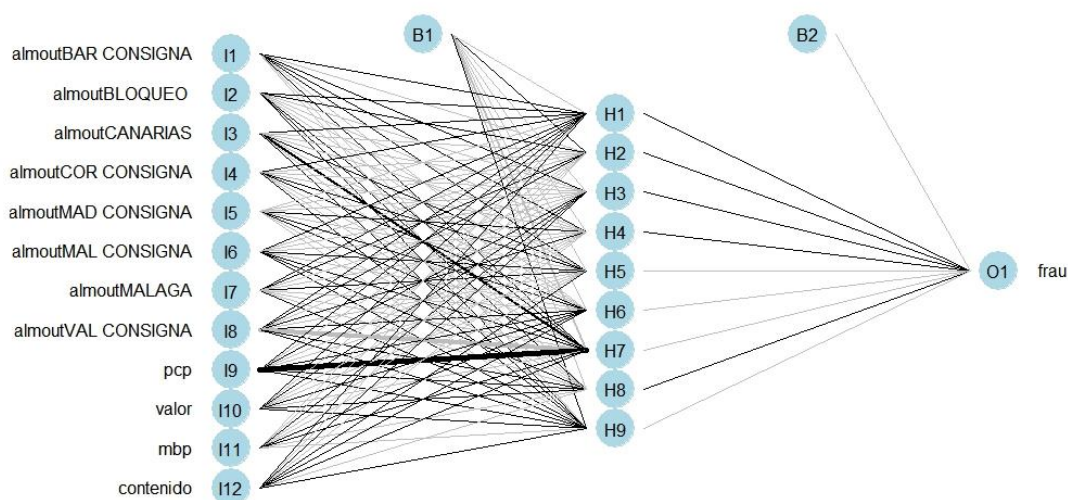 B1
B2
almoutBAR CONSIGNA I1
almoutBLOQUEO I2
almoutCANARIAS I3
almoutCOR CONSIGNA I4
almoutMAD CONSIGNA I5
almoutMAL CONSIGNA I6
almoutMALAGA I7
almoutVAL CONSIGNA I8
pcp I9
valor I10
mbp I11
contenido I12
H1
H2
H3
H4
H5
H6
H7
H8
H9
O1 frau